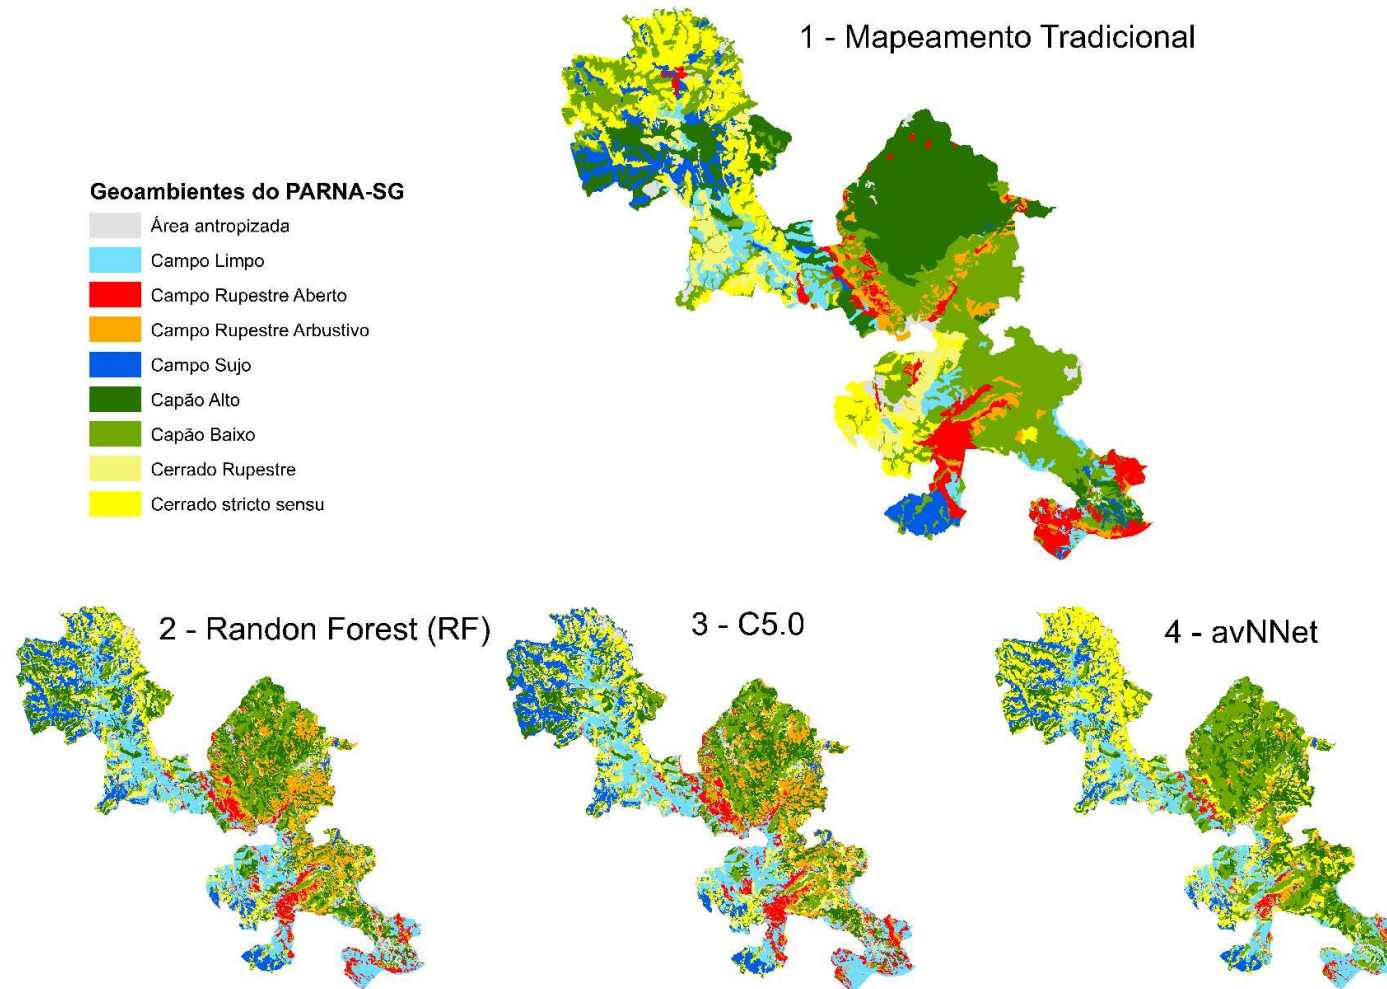 1 - Mapeamento Tradicional
Geoambientes do PARNA-SG
Área antropizada
Campo Limpo
Campo Rupestre Aberto
Campo Rupestre Arbustivo
Campo Sujo
Capão Alto
Capão Baixo
Cerrado Rupestre
Cerrado stricto sensu
2 - Randon Forest (RF)
3 - C5.0
4 - avNNet